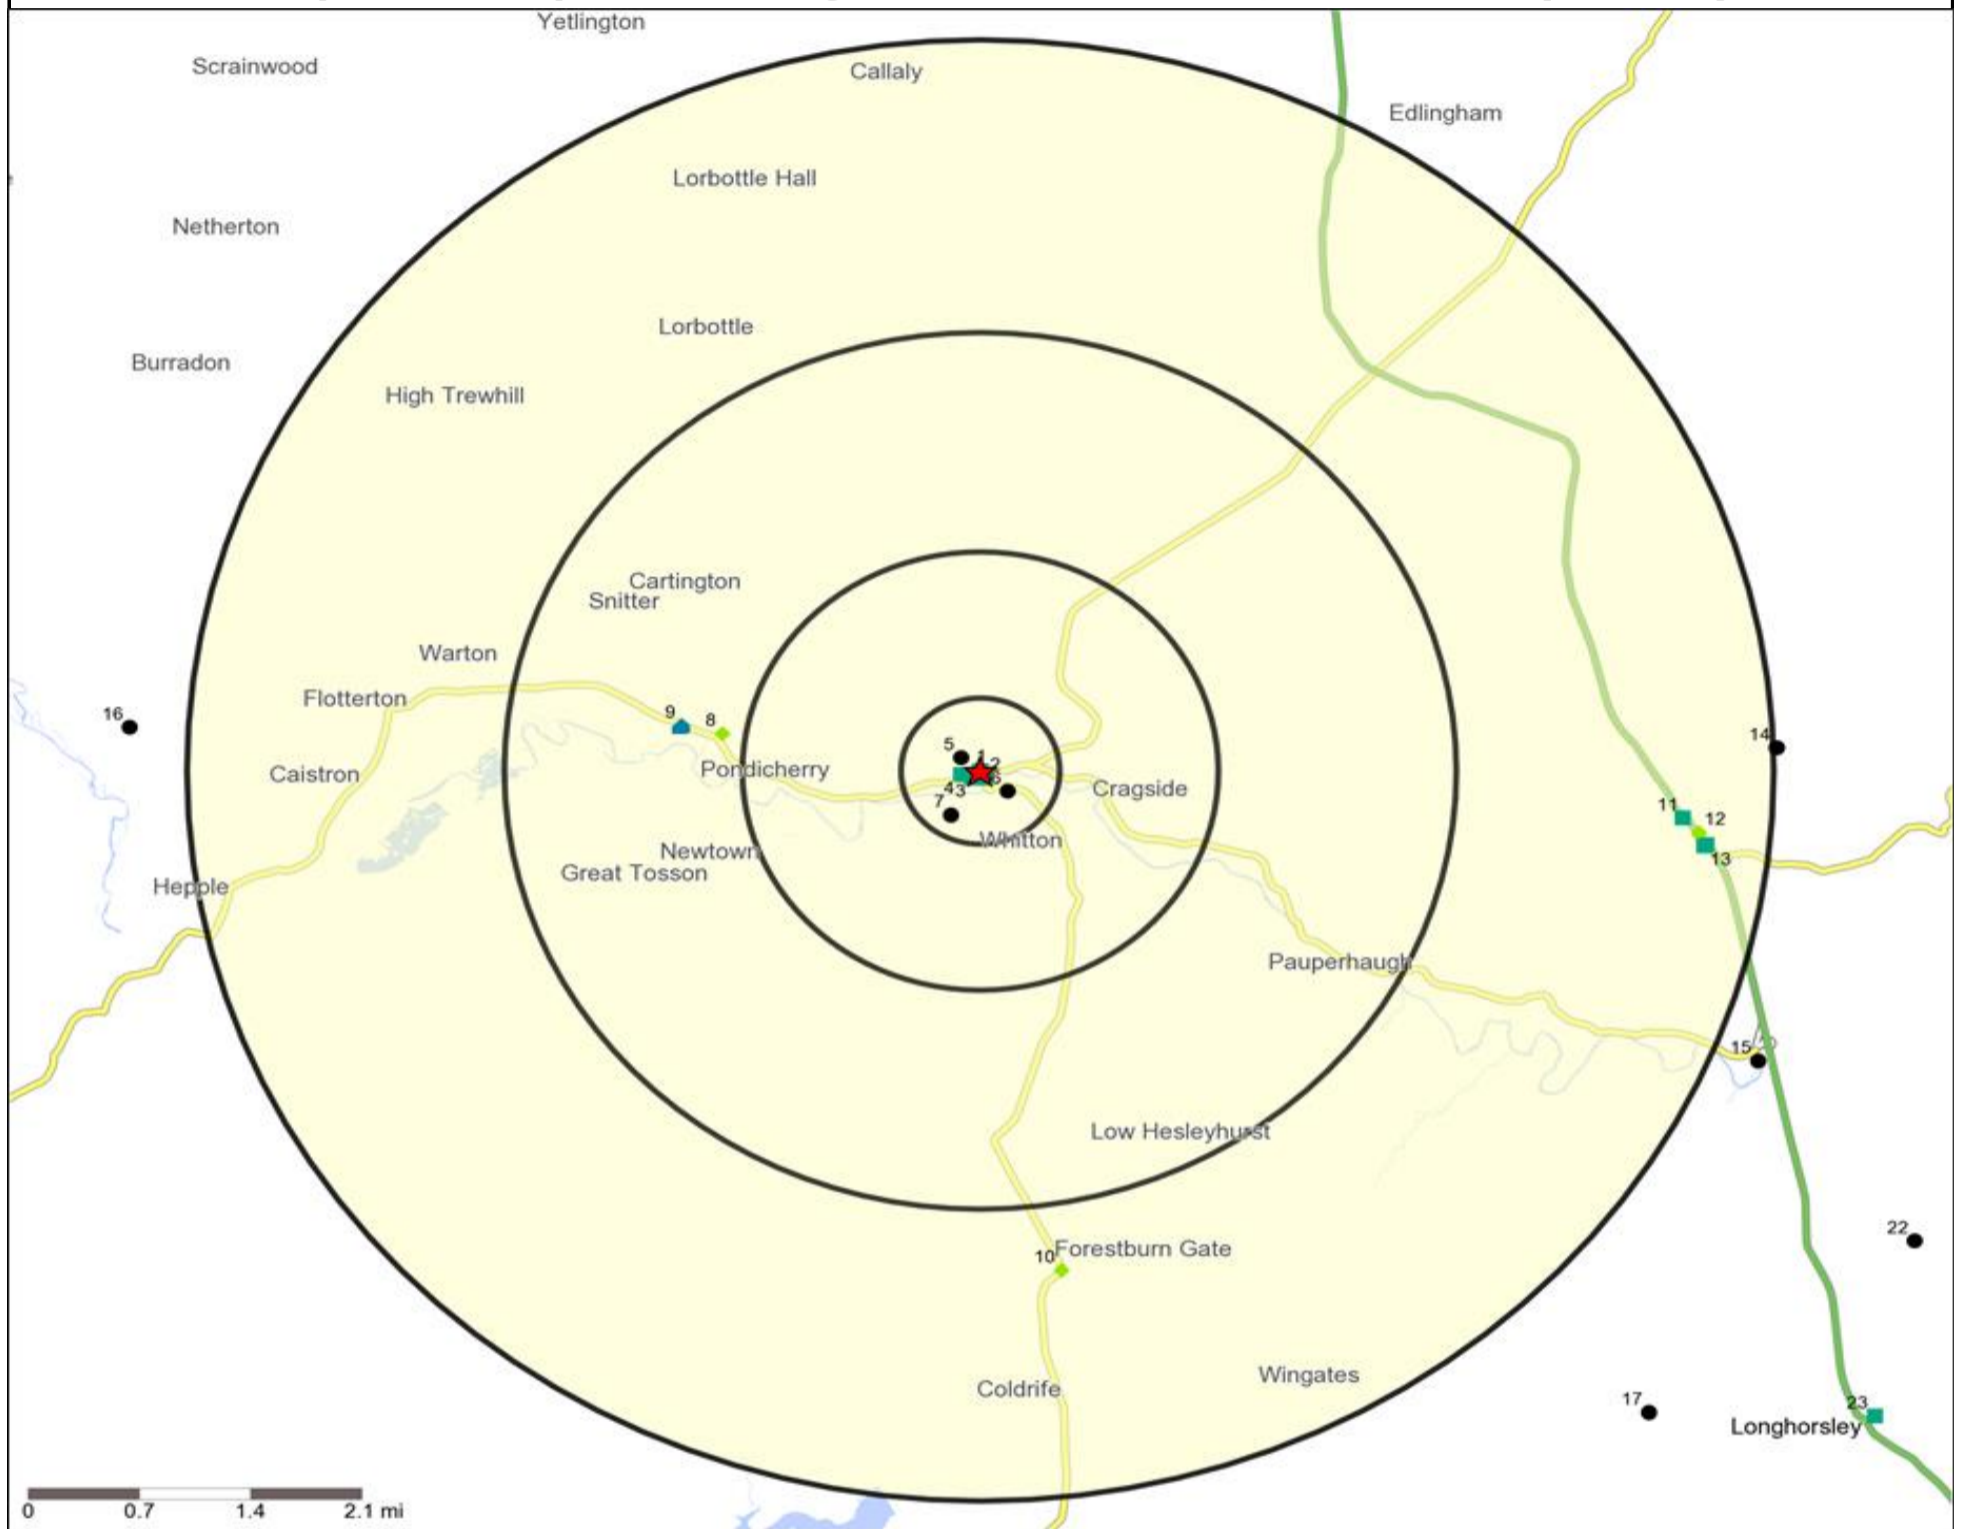 Yetlington
Scrainwood
Callaly
Edlingham
Lorbottle Hall
Netherton
Lorbottle
Burradon
High Trewhill
Cartington
Snitter
Warton
Flotterton
16
9
8
14
5
1
2
Pondicherry
Caistron
6
43
Cragside
7
11
12
Whitton
Newtown
13
Great Tosson
Hepple
Pauperhaugh
15
Low Hesleyhurst
22
10
Forestburn Gate
Wingates
Coldrife
17
23
Longhorsley
0 0.7 1.4 2.1 mi